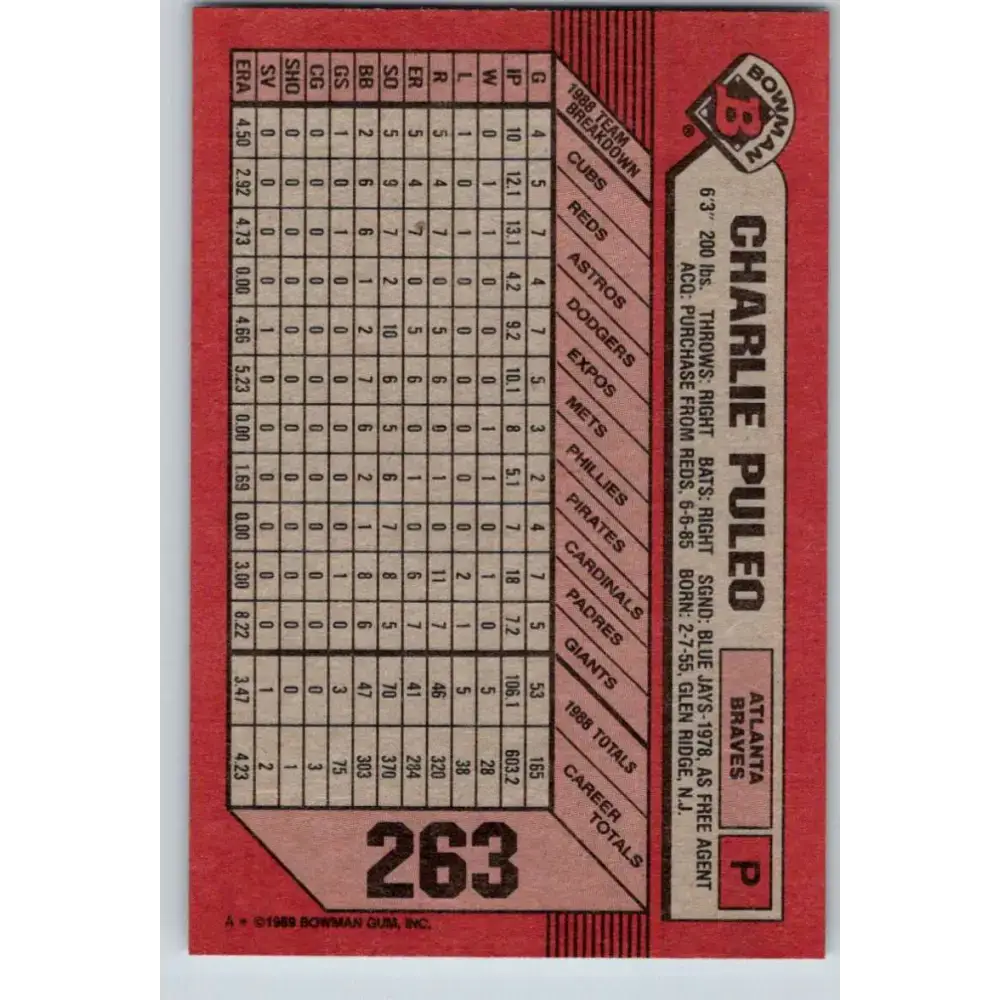 BOWMAN
B
®
CHARLIE PULEO
ATLANTA
BRAVES
P
6'3" 200 lbs. THROWS: RIGHT BATS: RIGHT SGND: BLUE JAYS-1978, AS FREE AGENT
ACQ: PURCHASE FROM REDS, 6-6-85 BORN: 2-7-55, GLEN RIDGE, N.J.
1988 TEAM
BREAKDOWN
CUBS
REDS
ASTROS
DODGERS
EXPOS
METS
PHILLIES
PIRATES
CARDINALS
PADRES
GIANTS
1988 TOTALS
CAREER
TOTALS
G 4 5 7 4 7 5 3 2 4 7 5 53 165
IP 10 12.1 13.1 4.2 9.2 10.1 8 5.1 7 18 7.2 106.1 603.2
W 0 1 1 0 0 0 1 1 0 1 0 5 28
L 1 0 1 0 0 0 0 0 0 2 1 5 38
R 5 4 7 0 5 6 0 1 0 11 7 46 320
ER 5 4 7 0 5 6 0 1 0 6 7 41 284
SO 5 9 7 2 10 6 5 6 7 8 5 70 370
BB 2 6 6 1 2 7 6 2 1 8 6 47 303
GS 1 0 1 0 0 0 0 0 0 1 0 3 75
CG 0 0 0 0 0 0 0 0 0 0 0 0 3
SHO 0 0 0 0 0 0 0 0 0 0 0 0 1
SV 0 0 0 0 1 0 0 0 0 0 0 1 2
ERA 4.50 2.92 4.73 0.00 4.66 5.23 0.00 1.69 0.00 3.00 8.22 3.47 4.23
263
A * ©1989 BOWMAN GUM, INC.